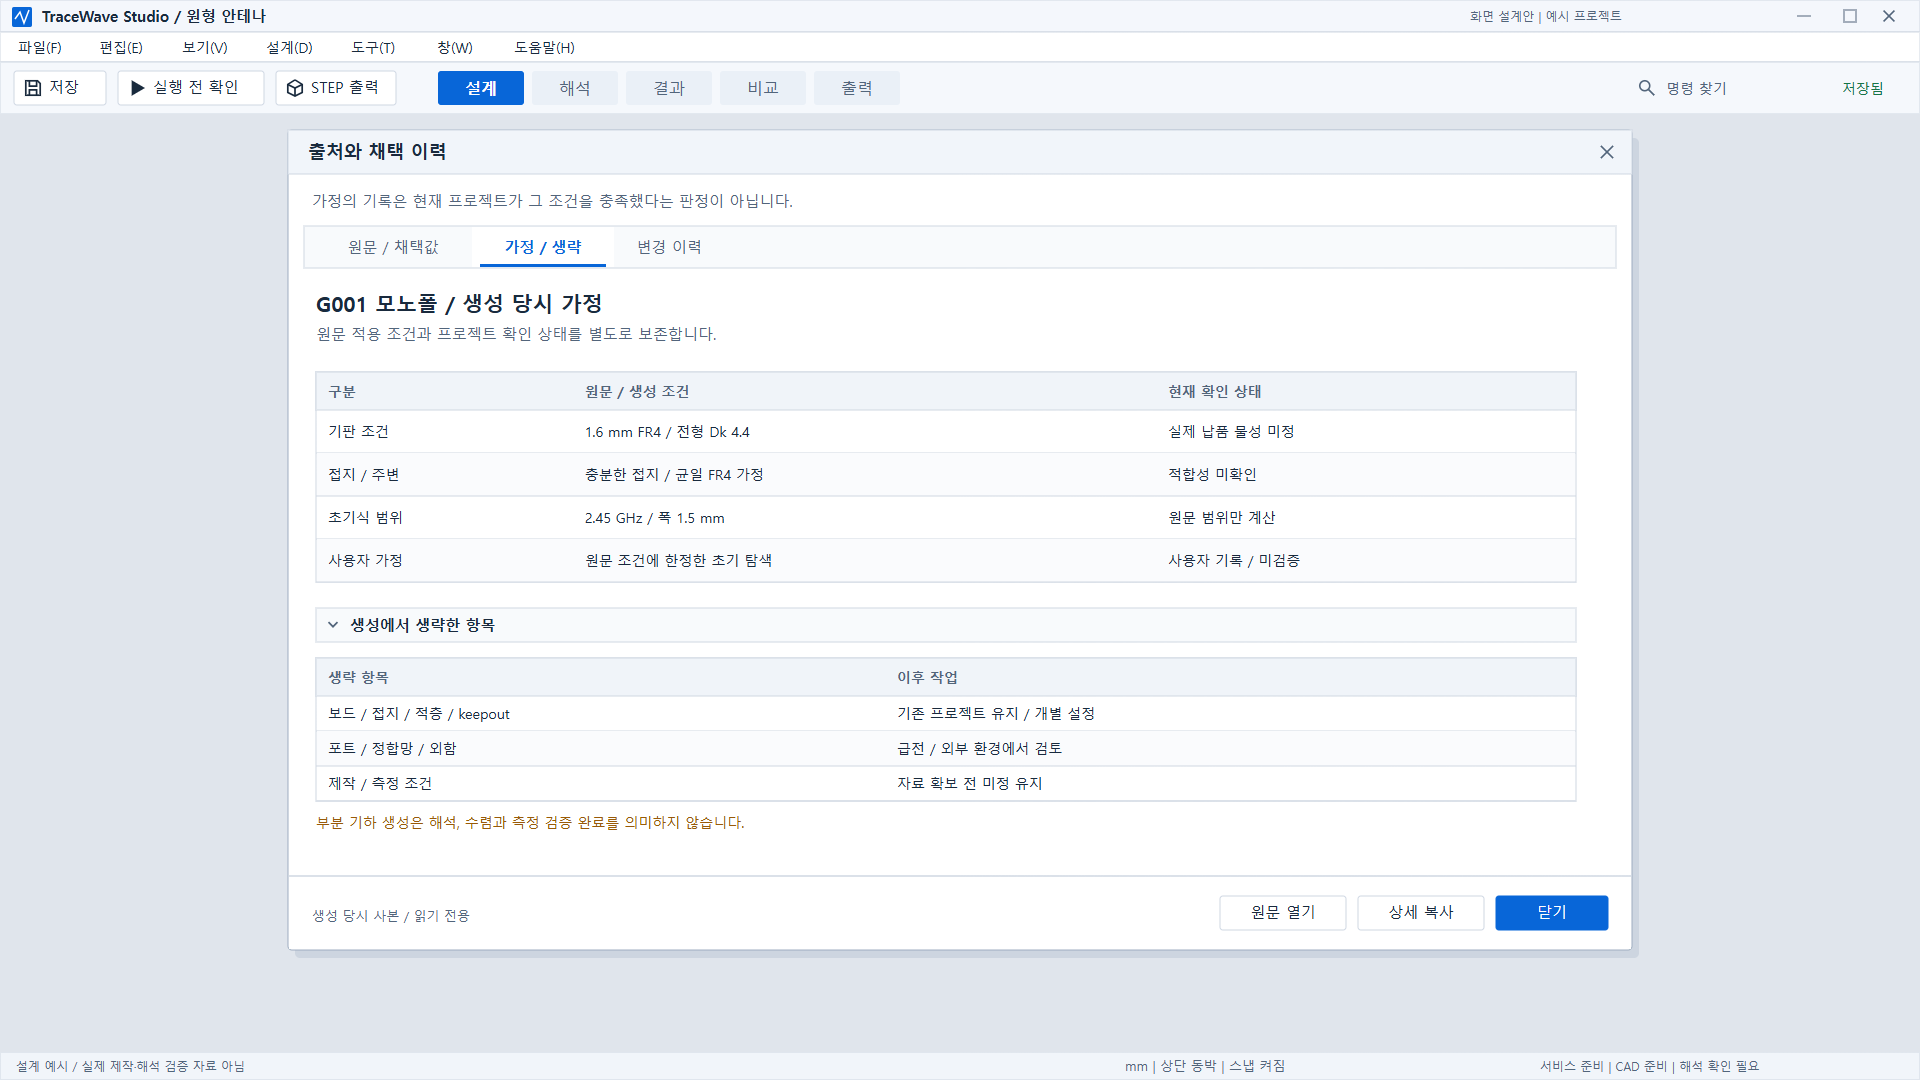 TraceWave Studio / 원형 안테나
화면 설계안 | 예시 프로젝트
파일(F) 편집(E) 보기(V) 설계(D) 도구(T) 창(W) 도움말(H)
저장 실행 전 확인 STEP 출력 설계 해석 결과 비교 출력 명령 찾기 저장됨
출처와 채택 이력
가정의 기록은 현재 프로젝트가 그 조건을 충족했다는 판정이 아닙니다.
원문 / 채택값 가정 / 생략 변경 이력
G001 모노폴 / 생성 당시 가정
원문 적용 조건과 프로젝트 확인 상태를 별도로 보존합니다.
구분 원문 / 생성 조건 현재 확인 상태
기판 조건 1.6 mm FR4 / 전형 Dk 4.4 실제 납품 물성 미정
접지 / 주변 충분한 접지 / 균일 FR4 가정 적합성 미확인
초기식 범위 2.45 GHz / 폭 1.5 mm 원문 범위만 계산
사용자 가정 원문 조건에 한정한 초기 탐색 사용자 기록 / 미검증
생성에서 생략한 항목
생략 항목 이후 작업
보드 / 접지 / 적층 / keepout 기존 프로젝트 유지 / 개별 설정
포트 / 정합망 / 외함 급전 / 외부 환경에서 검토
제작 / 측정 조건 자료 확보 전 미정 유지
부분 기하 생성은 해석, 수렴과 측정 검증 완료를 의미하지 않습니다.
생성 당시 사본 / 읽기 전용 원문 열기 상세 복사 닫기
설계 예시 / 실제 제작·해석 검증 자료 아님 mm | 상단 동박 | 스냅 켜짐 서비스 준비 | CAD 준비 | 해석 확인 필요